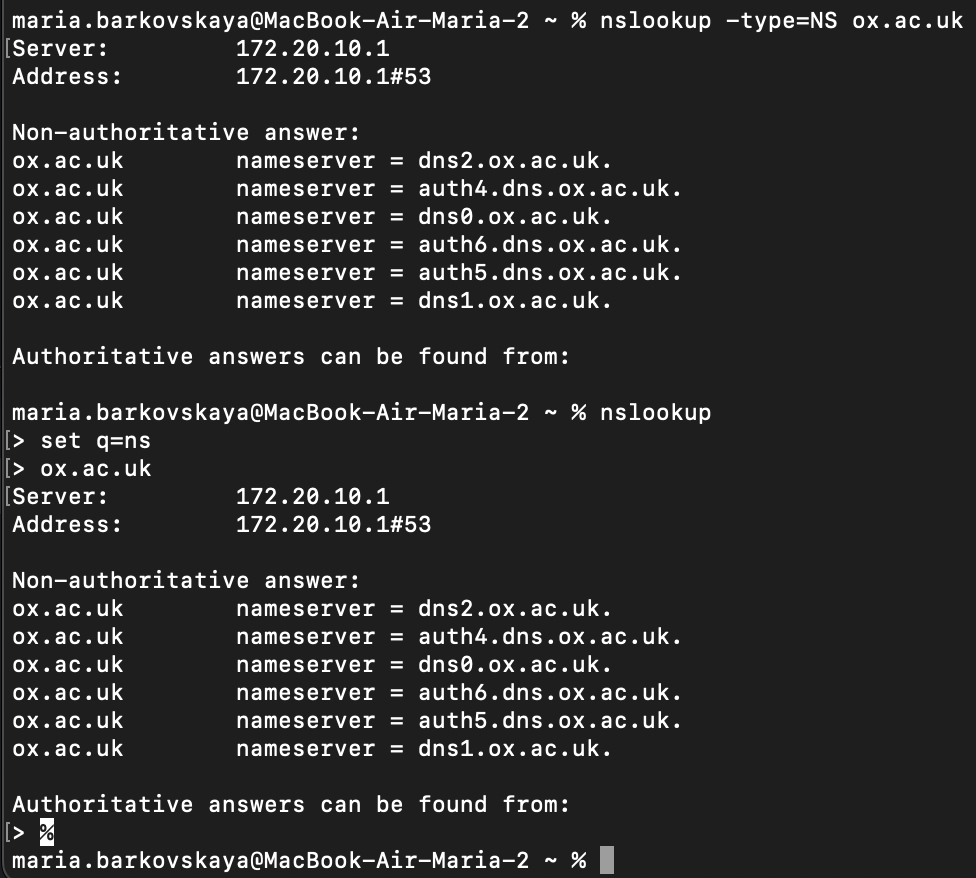 maria.barkovskaya@MacBook-Air-Maria-2 ~ % nslookup -type=NS ox.ac.uk
[Server:		172.20.10.1
Address:		172.20.10.1#53

Non-authoritative answer:
ox.ac.uk	nameserver = dns2.ox.ac.uk.
ox.ac.uk	nameserver = auth4.dns.ox.ac.uk.
ox.ac.uk	nameserver = dns0.ox.ac.uk.
ox.ac.uk	nameserver = auth6.dns.ox.ac.uk.
ox.ac.uk	nameserver = auth5.dns.ox.ac.uk.
ox.ac.uk	nameserver = dns1.ox.ac.uk.

Authoritative answers can be found from:

maria.barkovskaya@MacBook-Air-Maria-2 ~ % nslookup
[> set q=ns
[> ox.ac.uk
[Server:		172.20.10.1
Address:		172.20.10.1#53

Non-authoritative answer:
ox.ac.uk	nameserver = dns2.ox.ac.uk.
ox.ac.uk	nameserver = auth4.dns.ox.ac.uk.
ox.ac.uk	nameserver = dns0.ox.ac.uk.
ox.ac.uk	nameserver = auth6.dns.ox.ac.uk.
ox.ac.uk	nameserver = auth5.dns.ox.ac.uk.
ox.ac.uk	nameserver = dns1.ox.ac.uk.

Authoritative answers can be found from:
[> %
maria.barkovskaya@MacBook-Air-Maria-2 ~ %